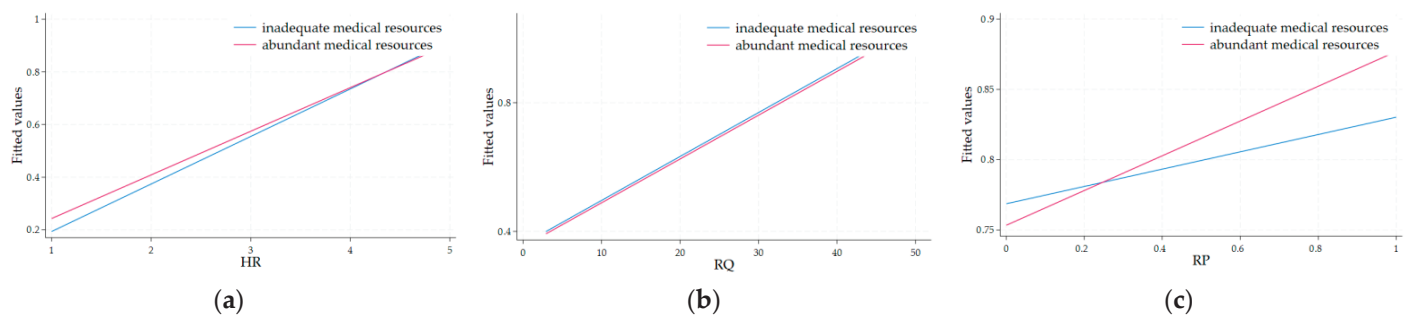 inadequate medical resources
abundant medical resources
Fitted values
1
0.8
0.6
0.4
0.2
1 2 3 4 5
HR
(a)
inadequate medical resources
abundant medical resources
Fitted values
0.8
0.4
0 10 20 30 40 50
RQ
(b)
inadequate medical resources
abundant medical resources
Fitted values
0.9
0.85
0.8
0.75
0 0.2 0.4 0.6 0.8 1
RP
(c)